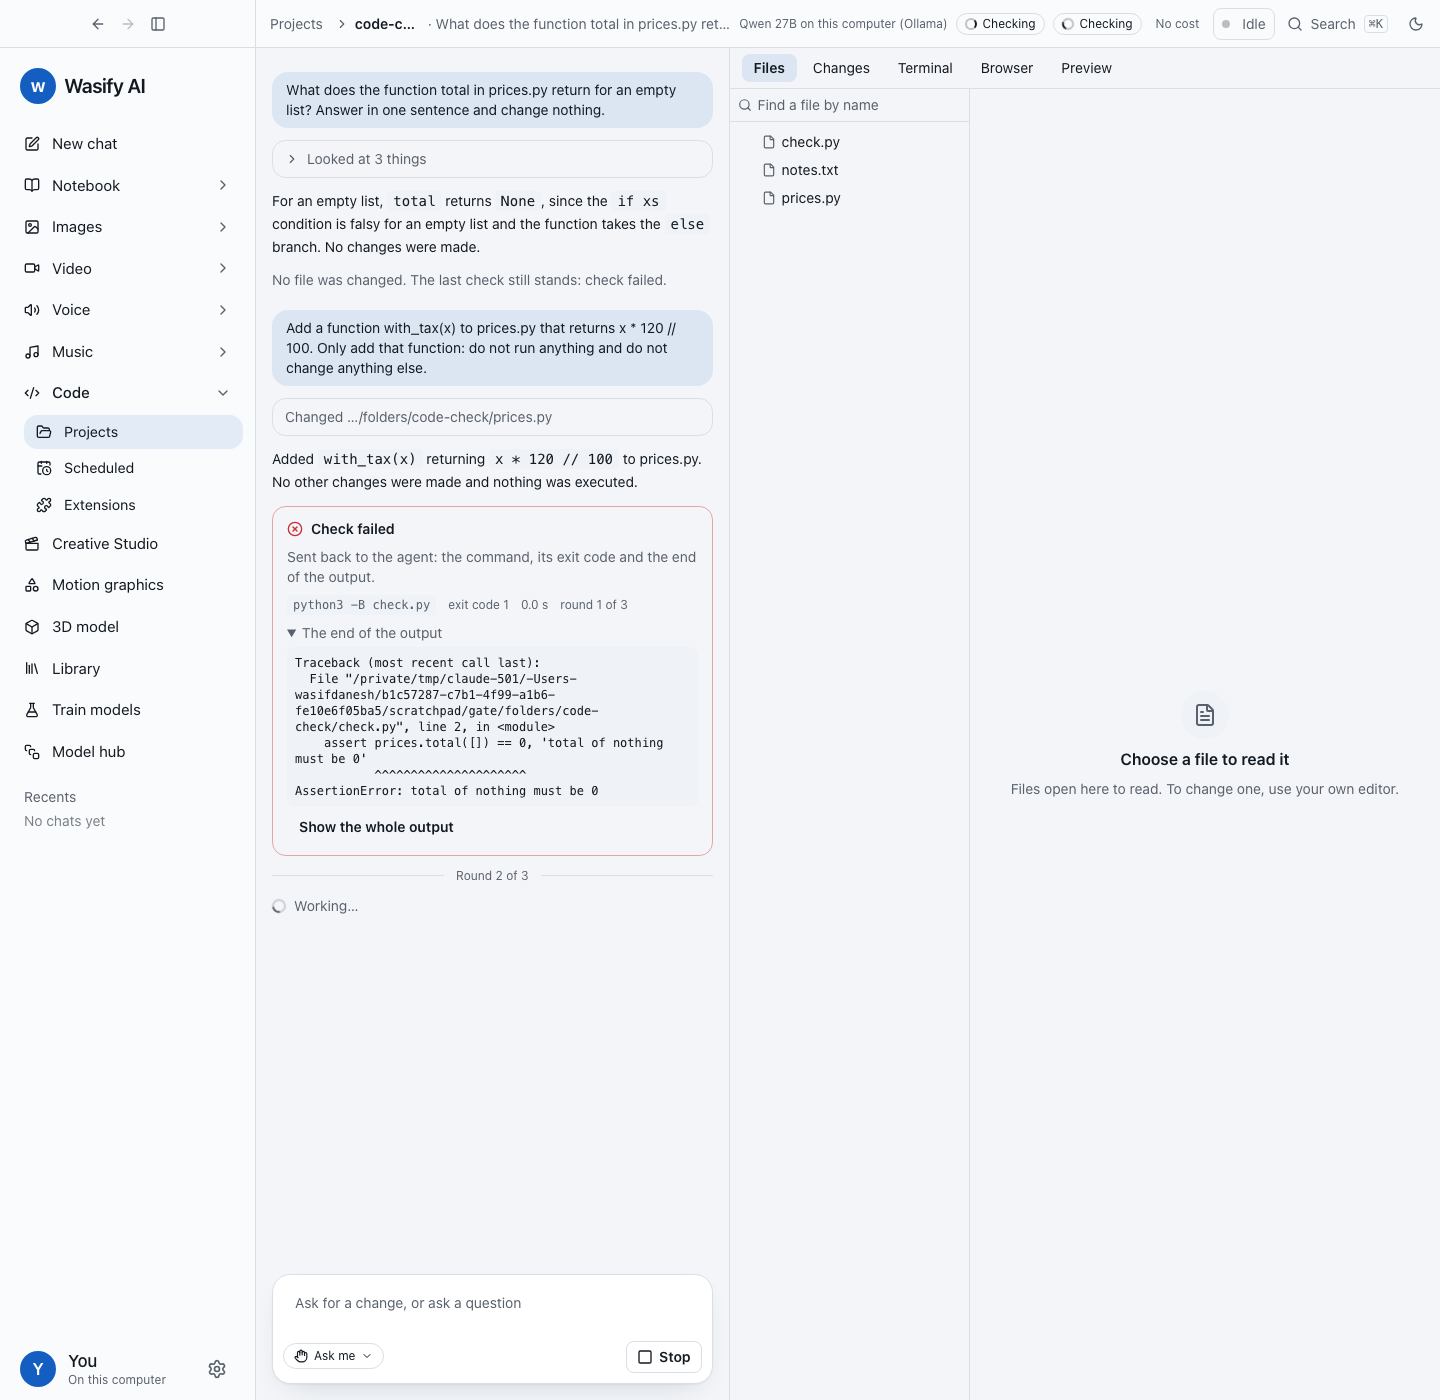 Projects
code-c...
· What does the function total in prices.py ret...
Qwen 27B on this computer (Ollama)
Checking
Checking
No cost
Idle
Search
⌘K
W
Wasify AI
New chat
Notebook
Images
Video
Voice
Music
Code
Projects
Scheduled
Extensions
Creative Studio
Motion graphics
3D model
Library
Train models
Model hub
Recents
No chats yet
Y
You
On this computer
What does the function total in prices.py return for an empty
list? Answer in one sentence and change nothing.
Looked at 3 things
For an empty list, total returns None , since the if xs
condition is falsy for an empty list and the function takes the else
branch. No changes were made.
No file was changed. The last check still stands: check failed.
Add a function with_tax(x) to prices.py that returns x * 120 //
100. Only add that function: do not run anything and do not
change anything else.
Changed …/folders/code-check/prices.py
Added with_tax(x) returning x * 120 // 100 to prices.py.
No other changes were made and nothing was executed.
Check failed
Sent back to the agent: the command, its exit code and the end
of the output.
python3 -B check.py exit code 1 0.0 s round 1 of 3
The end of the output
Traceback (most recent call last):
File "/private/tmp/claude-501/-Users-
wasifdanesh/b1c57287-c7b1-4f99-a1b6-
fe10e6f05ba5/scratchpad/gate/folders/code-
check/check.py", line 2, in <module>
assert prices.total([]) == 0, 'total of nothing
must be 0'
^^^^^^^^^^^^^^^^^^^^^
AssertionError: total of nothing must be 0
Show the whole output
Round 2 of 3
Working...
Ask for a change, or ask a question
Ask me
Stop
Files
Changes
Terminal
Browser
Preview
Find a file by name
check.py
notes.txt
prices.py
Choose a file to read it
Files open here to read. To change one, use your own editor.